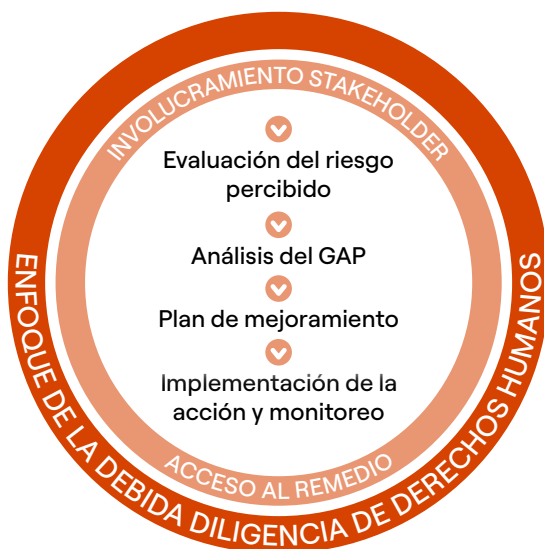 INVOLUCRAMIENTO STAKEHOLDER
Evaluación del riesgo
percibido
Análisis del GAP
Plan de mejoramiento
Implementación de la
acción y monitoreo
ACCESO AL REMEDIO
ENFOQUE DE LA DEBIDA DILIGENCIA DE DERECHOS HUMANOS